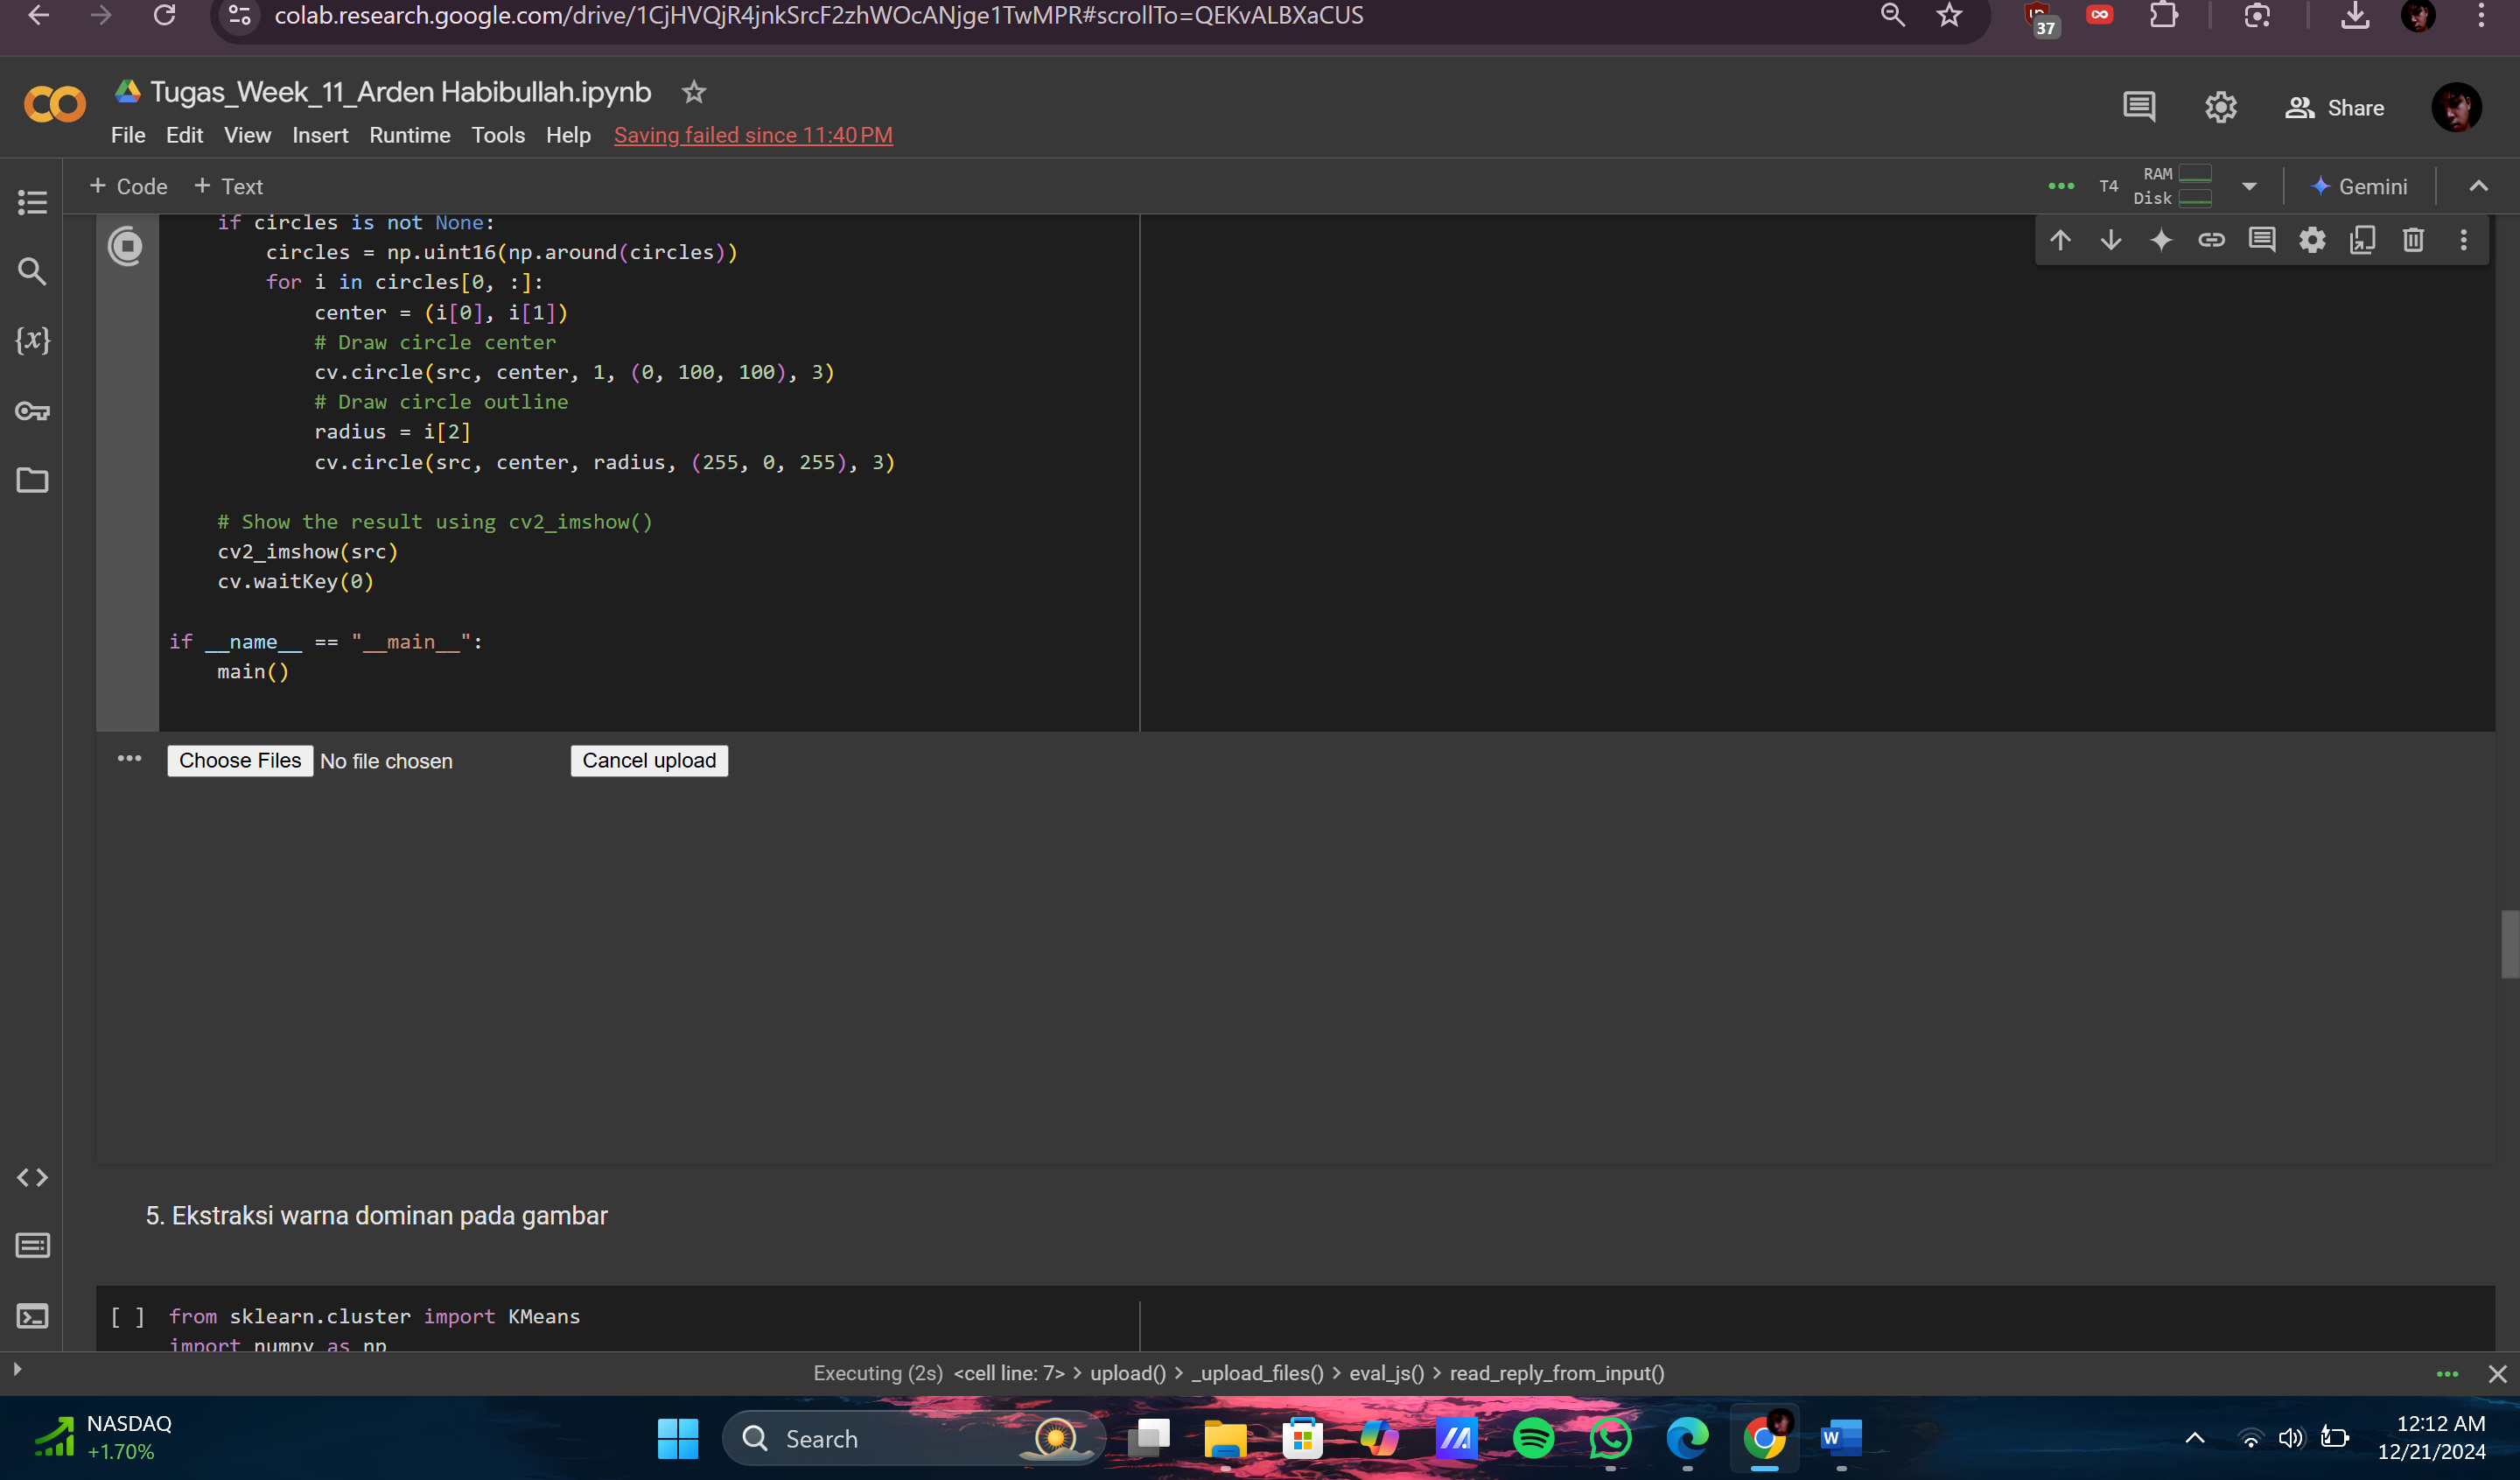 colab.research.google.com/drive/1CjHVQjR4jnkSrcF2zhWOcANjge1TwMPR#scrollTo=QEKvALBXaCUS
37
Tugas_Week_11_Arden Habibullah.ipynb
Share
File Edit View Insert Runtime Tools Help Saving failed since 11:40 PM
+ Code + Text
T4 RAM
Disk
Gemini
if circles is not None:
circles = np.uint16(np.around(circles))
for i in circles[0, :]:
center = (i[0], i[1])
# Draw circle center
cv.circle(src, center, 1, (0, 100, 100), 3)
# Draw circle outline
radius = i[2]
cv.circle(src, center, radius, (255, 0, 255), 3)
# Show the result using cv2_imshow()
cv2_imshow(src)
cv.waitKey(0)
if __name__ == "__main__":
main()
Choose Files No file chosen Cancel upload
5. Ekstraksi warna dominan pada gambar
[ ] from sklearn.cluster import KMeans
import numpy as np
Executing (2s) <cell line: 7> > upload() > _upload_files() > eval_js() > read_reply_from_input()
NASDAQ
+1.70%
Search
12:12 AM
12/21/2024